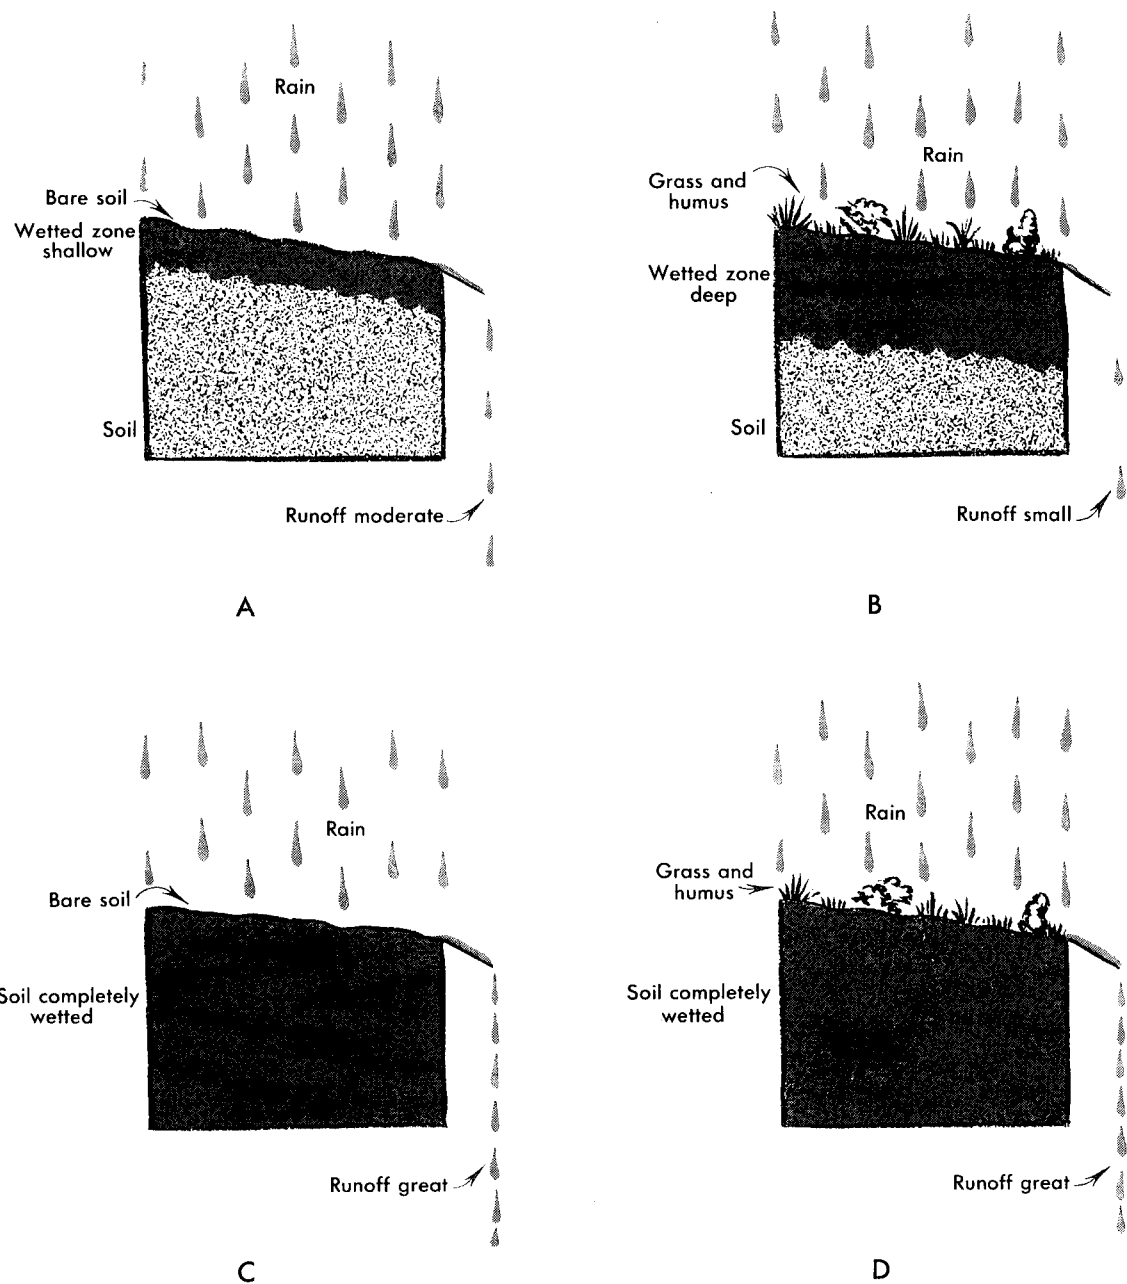 Rain
Bare soil
Wetted zone
shallow
Soil
Runoff moderate
A
Rain
Grass and
humus
Wetted zone
deep
Soil
Runoff small
B
Rain
Bare soil
Soil completely
wetted
Runoff great
C
Rain
Grass and
humus
Soil completely
wetted
Runoff great
D